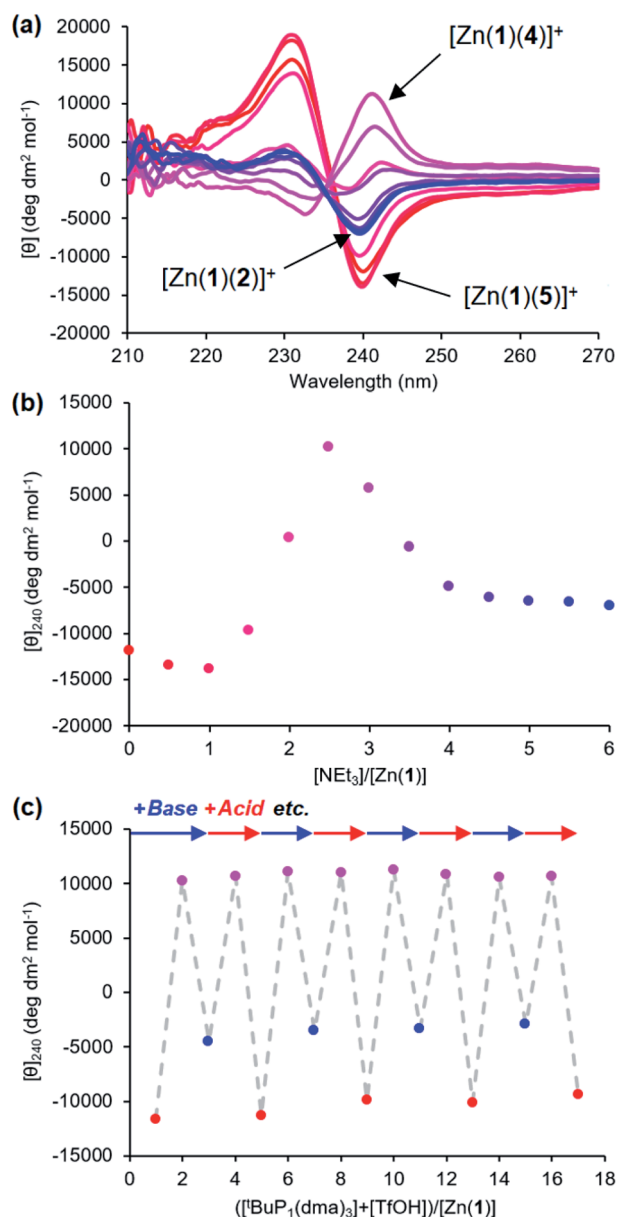 (a)
[Zn(1)(4)]⁺
20000
15000
10000
5000
0
-5000
-10000
-15000
-20000
[θ] (deg dm² mol⁻¹)
[Zn(1)(2)]⁺
[Zn(1)(5)]⁺
210 220 230 240 250 260 270
Wavelength (nm)
(b)
15000
10000
5000
0
-5000
-10000
-15000
-20000
[θ]₂₄₀ (deg dm² mol⁻¹)
0 1 2 3 4 5 6
[NEt₃]/[Zn(1)]
(c)
+Base +Acid etc.
15000
10000
5000
0
-5000
-10000
-15000
[θ]₂₄₀ (deg dm² mol⁻¹)
0 2 4 6 8 10 12 14 16 18
([ᵗBuP₁(dma)₃]+[TfOH])/[Zn(1)]